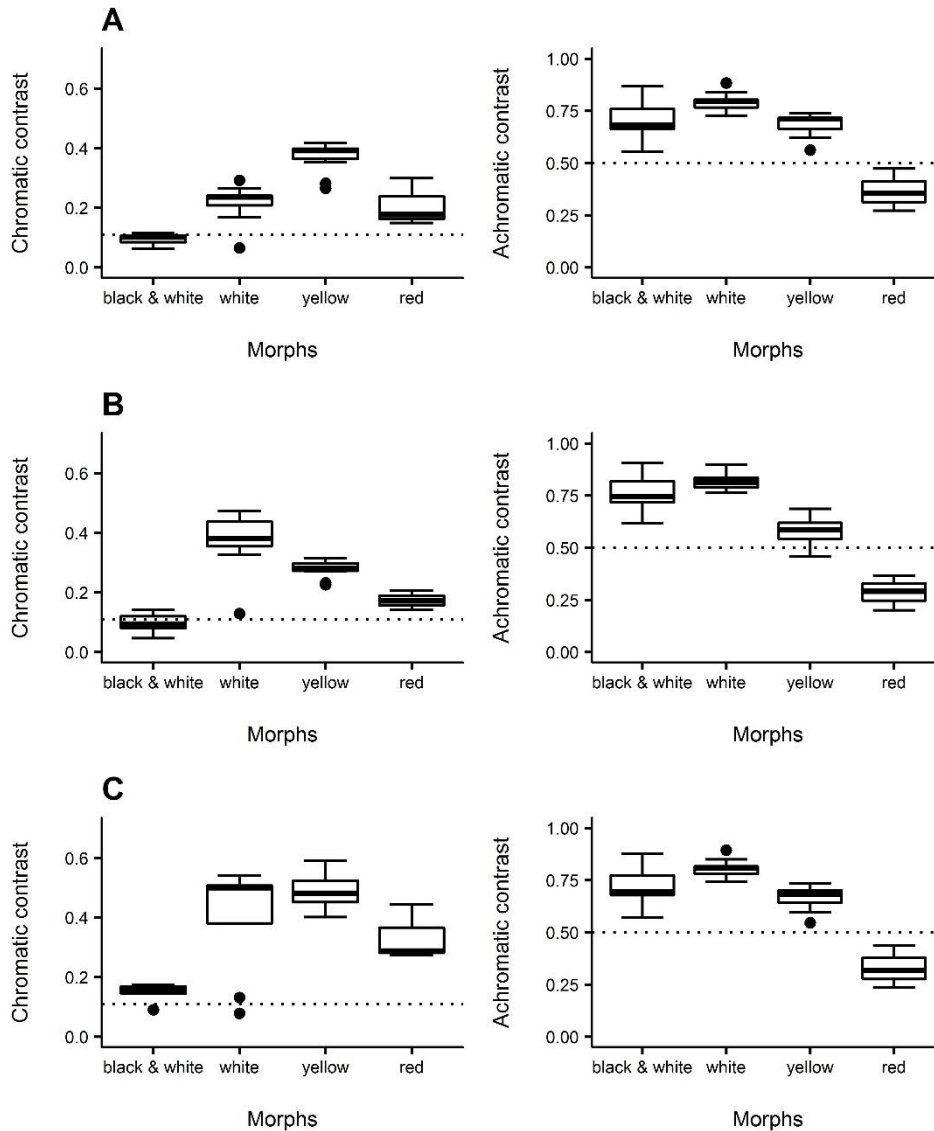 A
Chromatic contrast
0.6
0.4
0.2
0.0
black & white white yellow red
Morphs
Achromatic contrast
1.00
0.75
0.50
0.25
0.00
black & white white yellow red
Morphs
B
Chromatic contrast
0.6
0.4
0.2
0.0
black & white white yellow red
Morphs
Achromatic contrast
1.00
0.75
0.50
0.25
0.00
black & white white yellow red
Morphs
C
Chromatic contrast
0.6
0.4
0.2
0.0
black & white white yellow red
Morphs
Achromatic contrast
1.00
0.75
0.50
0.25
0.00
black & white white yellow red
Morphs